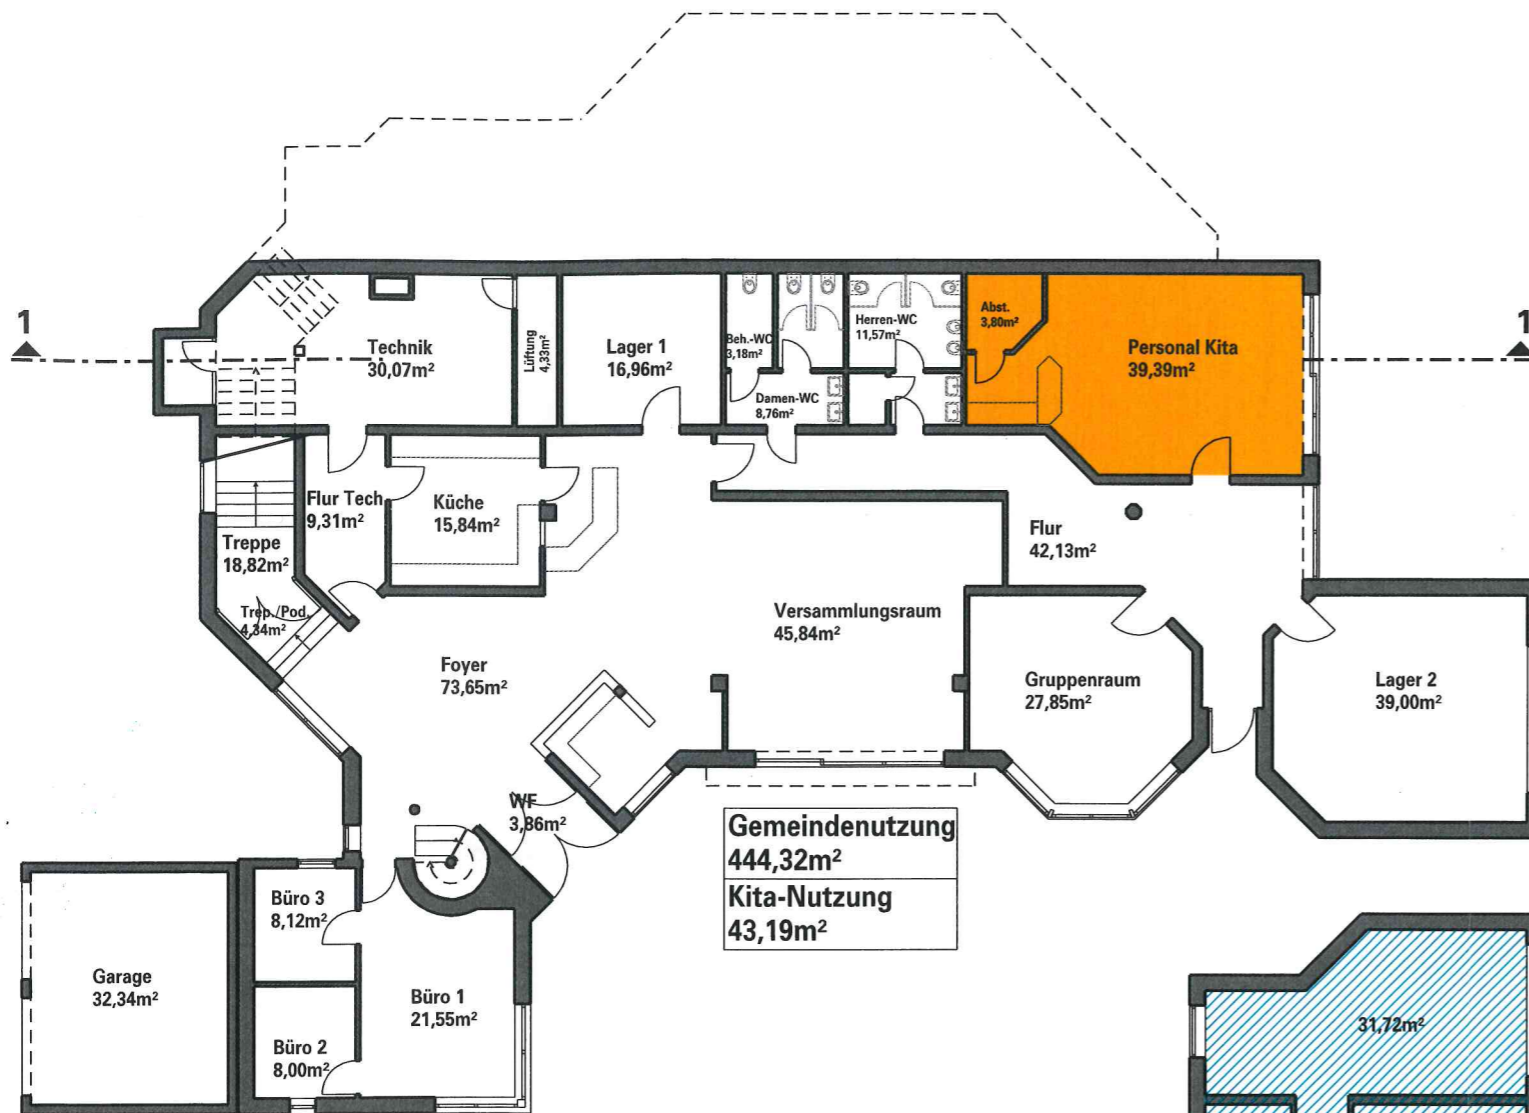 1
1
Technik
30,07m²
Lüftung
4,33m²
Lager 1
16,96m²
Beh.-WC
3,18m²
Damen-WC
8,76m²
Herren-WC
11,57m²
Abst.
3,80m²
Personal Kita
39,39m²
Flur Tech
9,31m²
Küche
15,84m²
Treppe
18,82m²
Trep./Pod.
4,34m²
Flur
42,13m²
Versammlungsraum
45,84m²
Foyer
73,65m²
Gruppenraum
27,85m²
Lager 2
39,00m²
WF
3,86m²
Gemeindenutzung
444,32m²
Kita-Nutzung
43,19m²
Büro 3
8,12m²
Garage
32,34m²
Büro 1
21,55m²
Büro 2
8,00m²
31,72m²